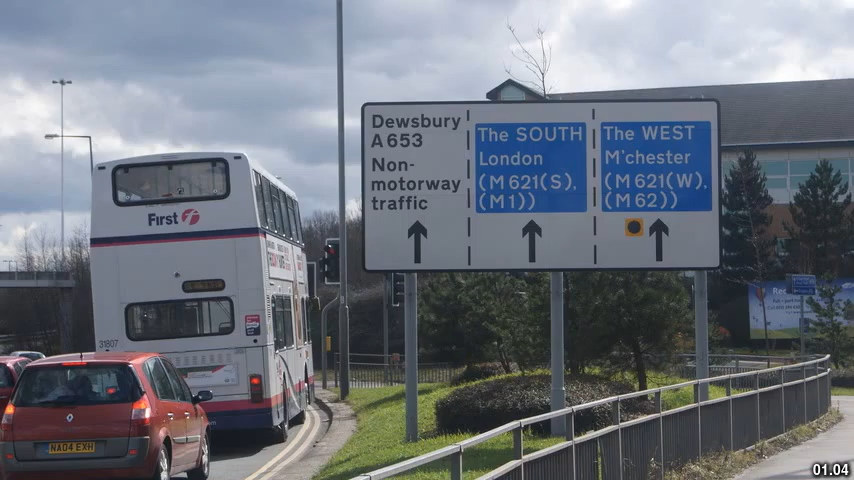 Dewsbury
A 653
Non-
motorway
traffic
The SOUTH
London
(M 621(S),
(M 1))
The WEST
M'chester
(M 621(W),
(M 62))
First
31807
NA04 EXH
01.04